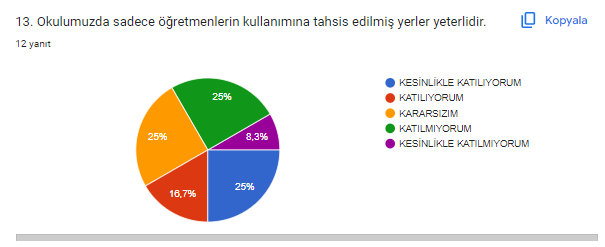 13. Okulumuzda sadece öğretmenlerin kullanımına tahsis edilmiş yerler yeterlidir.
Kopyala
12 yanıt
KESİNLİKLE KATILIYORUM
KATILIYORUM
KARARSIZIM
KATILMIYORUM
KESİNLİKLE KATILMIYORUM
25%
8,3%
25%
25%
16,7%